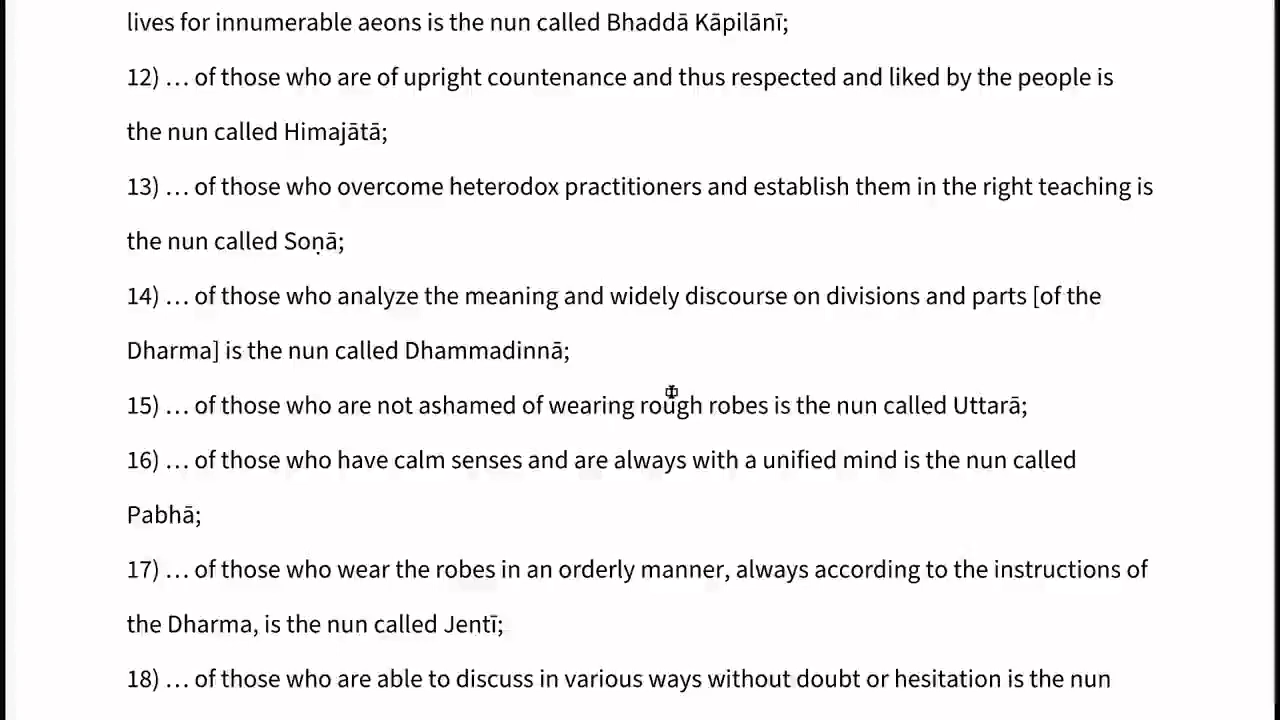 lives for innumerable aeons is the nun called Bhaddā Kāpilānī;
12) … of those who are of upright countenance and thus respected and liked by the people is
the nun called Himajātā;
13) … of those who overcome heterodox practitioners and establish them in the right teaching is
the nun called Soṇā;
14) … of those who analyze the meaning and widely discourse on divisions and parts [of the
Dharma] is the nun called Dhammadinnā;
15) … of those who are not ashamed of wearing rough robes is the nun called Uttarā;
16) … of those who have calm senses and are always with a unified mind is the nun called
Pabhā;
17) … of those who wear the robes in an orderly manner, always according to the instructions of
the Dharma, is the nun called Jentī;
18) … of those who are able to discuss in various ways without doubt or hesitation is the nun